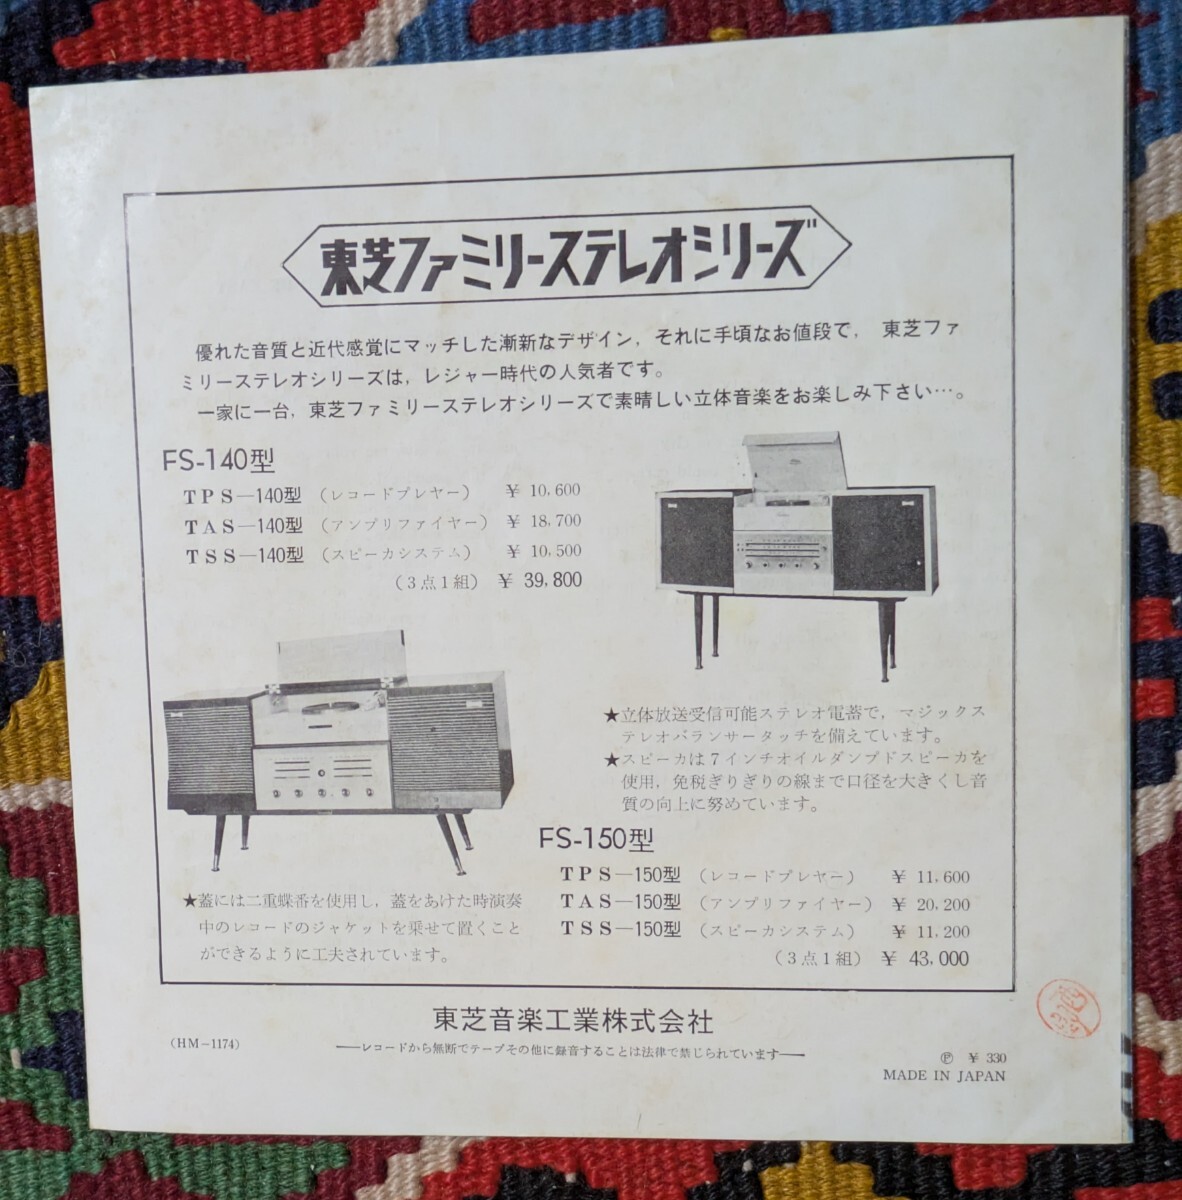 東芝ファミリーステレオシリーズ
優れた音質と近代感覚にマッチした漸新なデザイン，それに手頃なお値段で，東芝ファ
ミリーステレオシリーズは，レジャー時代の人気者です。
一家に一台，東芝ファミリーステレオシリーズで素晴しい立体音楽をお楽しみ下さい…。
FS-140型
TPS—140型 （レコードプレヤー） ￥10,600
TAS—140型 （アンプリファイヤー） ￥18,700
TSS—140型 （スピーカシステム） ￥10,500
（3点1組） ￥39,800
★立体放送受信可能ステレオ電蓄で，マジックス
テレオバランサータッチを備えています。
★スピーカは7インチオイルダンプドスピーカを
使用，免税ぎりぎりの線まで口径を大きくし音
質の向上に努めています。
★蓋には二重蝶番を使用し，蓋をあけた時演奏
中のレコードのジャケットを乗せて置くこと
ができるように工夫されています。
FS-150型
TPS—150型 （レコードプレヤー） ￥11,600
TAS—150型 （アンプリファイヤー） ￥20,200
TSS—150型 （スピーカシステム） ￥11,200
（3点1組） ￥43,000
東芝音楽工業株式会社
(HM−1174)
——レコードから無断でテープその他に録音することは法律で禁じられています——
Ⓟ ￥330
MADE IN JAPAN